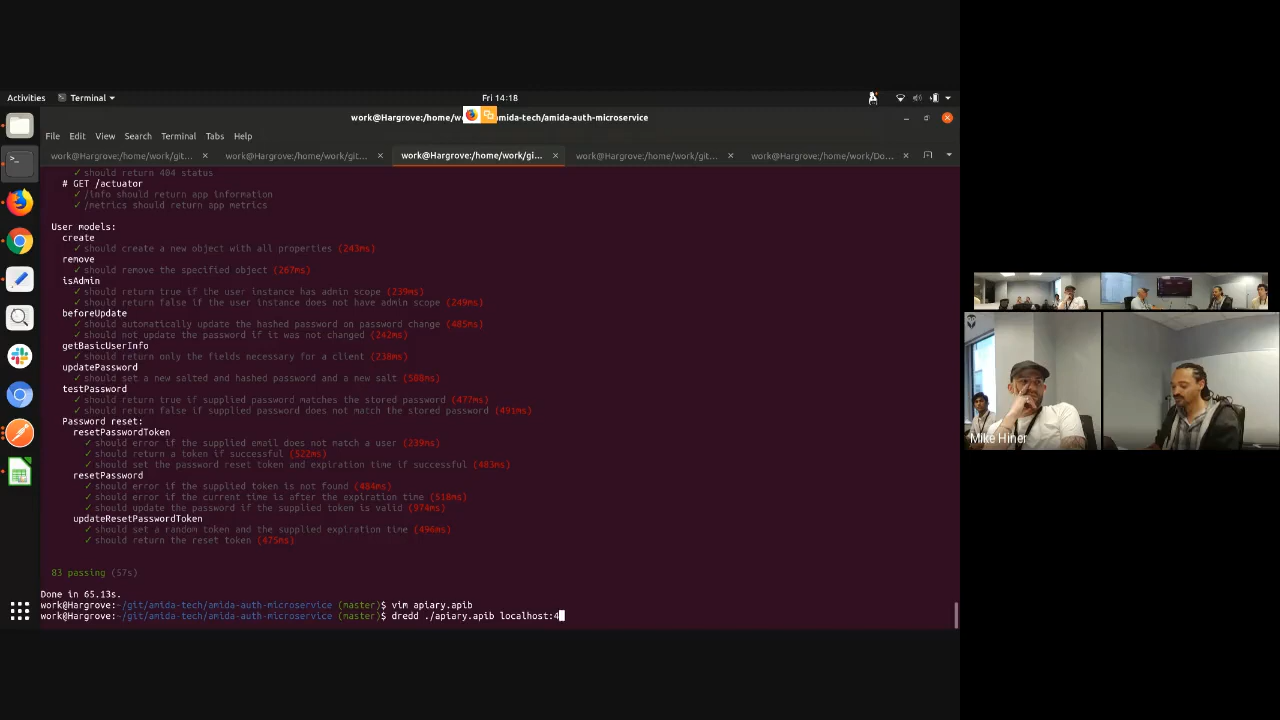 Activities
Terminal
Fri 14:18
work@Hargrove:/home/w
amida-tech/amida-auth-microservice
File Edit View Search Terminal Tabs Help
work@Hargrove:/home/work/git... × work@Hargrove:/home/work/git... × work@Hargrove:/home/work/gi... × work@Hargrove:/home/work/git... × work@Hargrove:/home/work/Do... ×
✓ should return 404 status
# GET /actuator
✓ /info should return app information
✓ /metrics should return app metrics
User models:
create
✓ should create a new object with all properties (243ms)
remove
✓ should remove the specified object (267ms)
isAdmin
✓ should return true if the user instance has admin scope (239ms)
✓ should return false if the user instance does not have admin scope (249ms)
beforeUpdate
✓ should automatically update the hashed password on password change (485ms)
✓ should not update the password if it was not changed (242ms)
getBasicUserInfo
✓ should return only the fields necessary for a client (238ms)
updatePassword
✓ should set a new salted and hashed password and a new salt (508ms)
testPassword
✓ should return true if supplied password matches the stored password (477ms)
✓ should return false if supplied password does not match the stored password (491ms)
Password reset:
resetPasswordToken
✓ should error if the supplied email does not match a user (239ms)
✓ should return a token if successful (522ms)
✓ should set the password reset token and expiration time if successful (483ms)
resetPassword
✓ should error if the supplied token is not found (484ms)
✓ should error if the current time is after the expiration time (518ms)
✓ should update the password if the supplied token is valid (974ms)
updateResetPasswordToken
✓ should set a random token and the supplied expiration time (496ms)
✓ should return the reset token (475ms)
83 passing (57s)
Done in 65.13s.
work@Hargrove:~/git/amida-tech/amida-auth-microservice (master)$ vim apiary.apib
work@Hargrove:~/git/amida-tech/amida-auth-microservice (master)$ dredd ./apiary.apib localhost:4
Mike Hiner